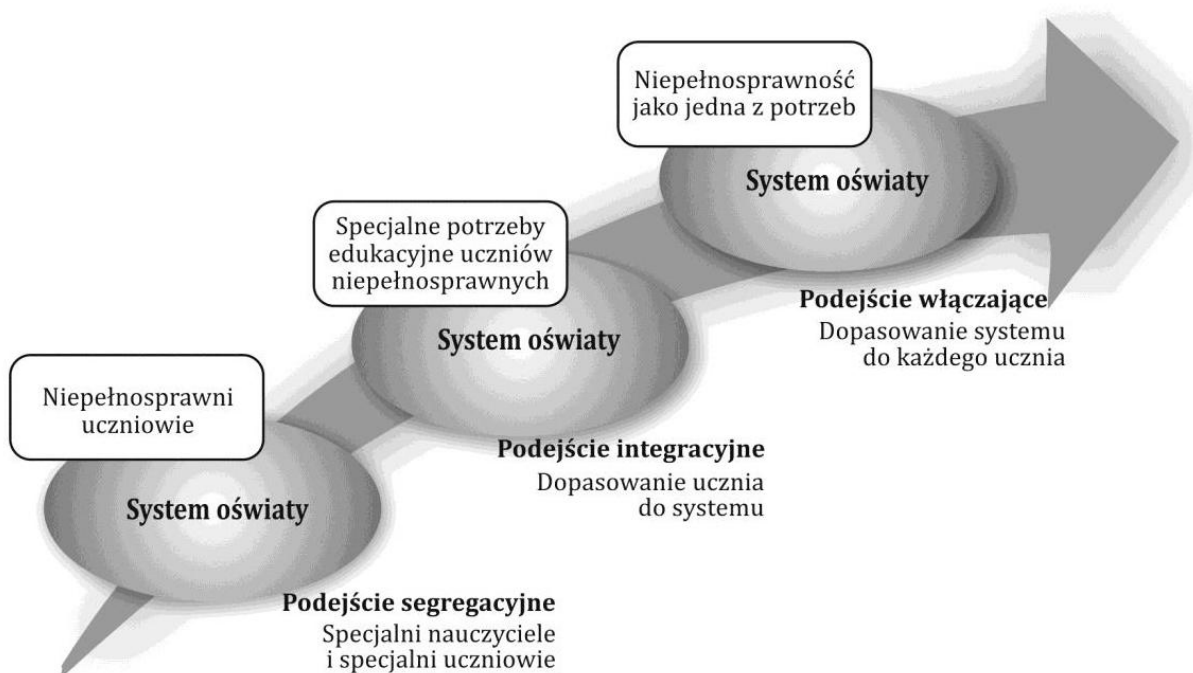 Niepełnosprawność
jako jedna z potrzeb
System oświaty
Podejście włączające
Dopasowanie systemu
do każdego ucznia
Specjalne potrzeby
edukacyjne uczniów
niepełnosprawnych
System oświaty
Podejście integracyjne
Dopasowanie ucznia
do systemu
Niepełnosprawni
uczniowie
System oświaty
Podejście segregacyjne
Specjalni nauczyciele
i specjalni uczniowie